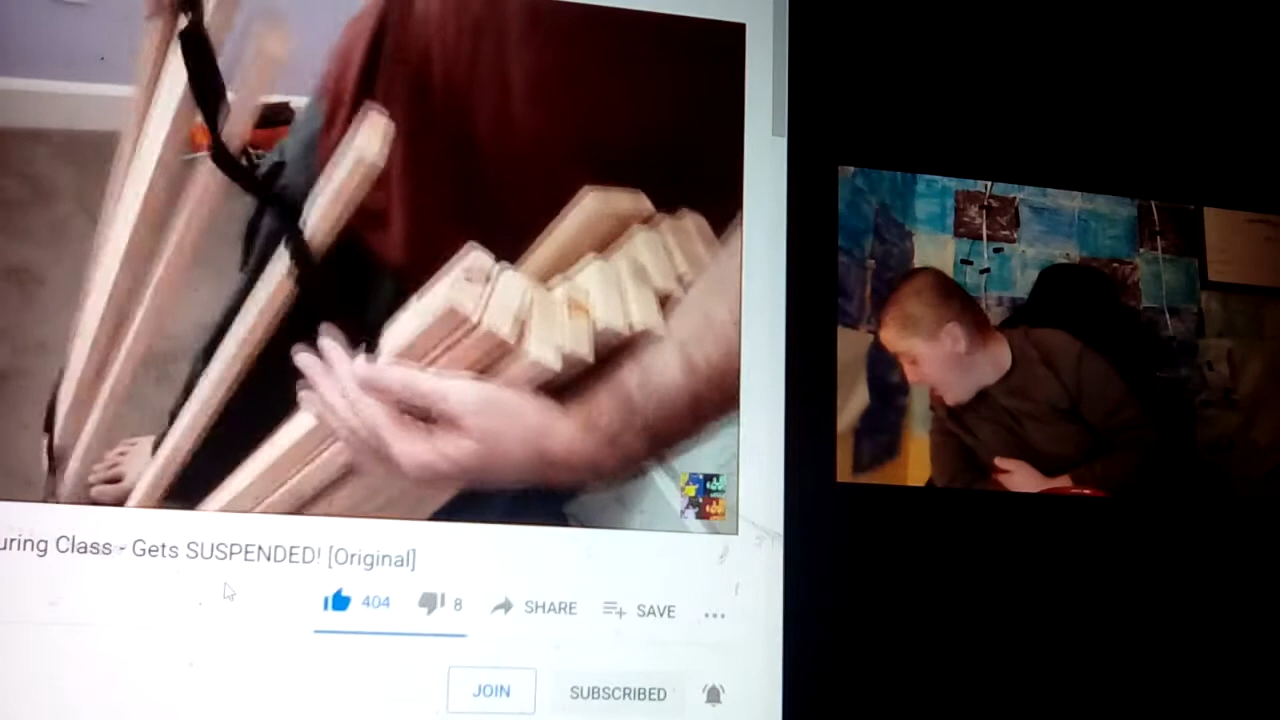 uring Class - Gets SUSPENDED! [Original]
404 8 SHARE SAVE
JOIN SUBSCRIBED